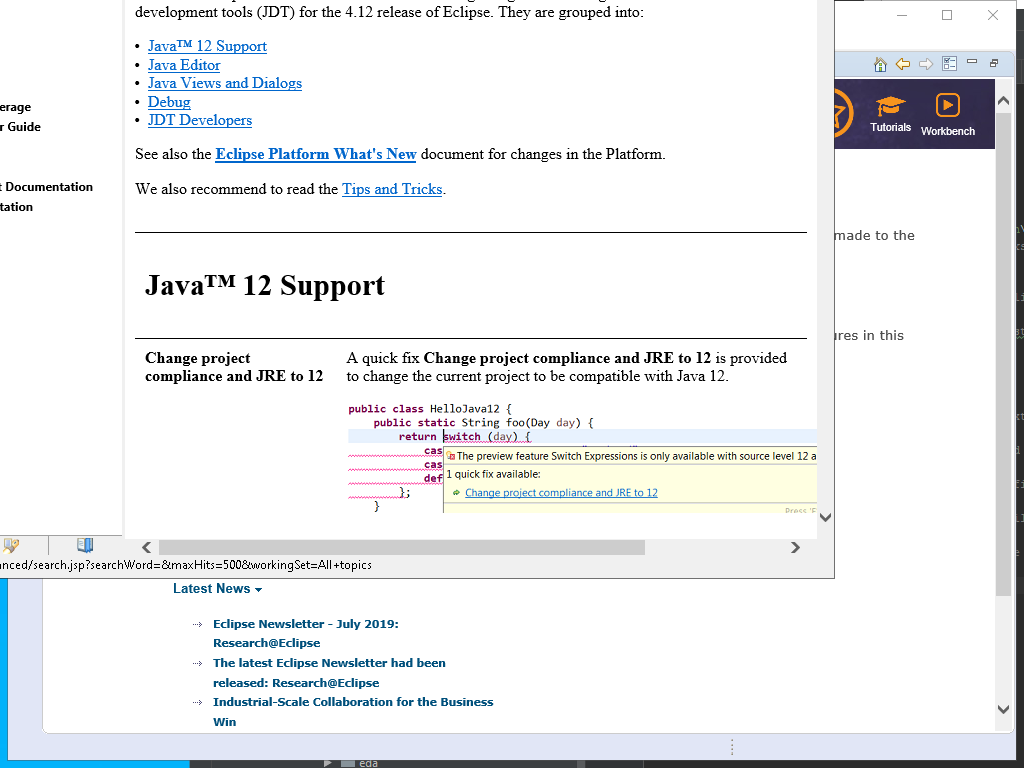 development tools (JDT) for the 4.12 release of Eclipse. They are grouped into:
• Java™ 12 Support
• Java Editor
• Java Views and Dialogs
• Debug
• JDT Developers
See also the Eclipse Platform What's New document for changes in the Platform.
We also recommend to read the Tips and Tricks.
erage
r Guide
t Documentation
tation
Java™ 12 Support
Change project
compliance and JRE to 12
A quick fix Change project compliance and JRE to 12 is provided
to change the current project to be compatible with Java 12.
public class HelloJava12 {
public static String foo(Day day) {
return switch (day) {
cas
cas
def
};
}
The preview feature Switch Expressions is only available with source level 12 a
1 quick fix available:
Change project compliance and JRE to 12
nced/search.jsp?searchWord=&maxHits=500&workingSet=All+topics
Tutorials
Workbench
made to the
res in this
Latest News
Eclipse Newsletter - July 2019:
Research@Eclipse
The latest Eclipse Newsletter had been
released: Research@Eclipse
Industrial-Scale Collaboration for the Business
Win
eda